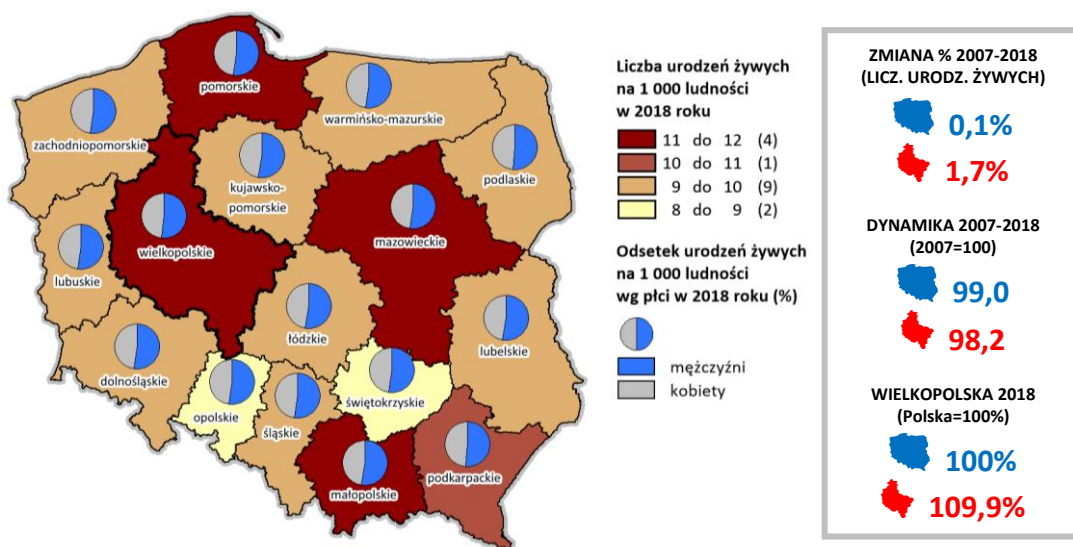 pomorskie
warmińsko-mazurskie
zachodniopomorskie
podlaskie
kujawsko-
pomorskie
mazowieckie
wielkopolskie
lubuskie
łódzkie
lubelskie
dolnośląskie
opolskie
świętokrzyskie
śląskie
podkarpackie
małopolskie
Liczba urodzeń żywych
na 1 000 ludności
w 2018 roku
11 do 12 (4)
10 do 11 (1)
9 do 10 (9)
8 do 9 (2)
Odsetek urodzeń żywych
na 1 000 ludności
wg płci w 2018 roku (%)
mężczyźni
kobiety
ZMIANA % 2007-2018
(LICZ. URODZ. ŻYWYCH)
0,1%
1,7%
DYNAMIKA 2007-2018
(2007=100)
99,0
98,2
WIELKOPOLSKA 2018
(Polska=100%)
100%
109,9%